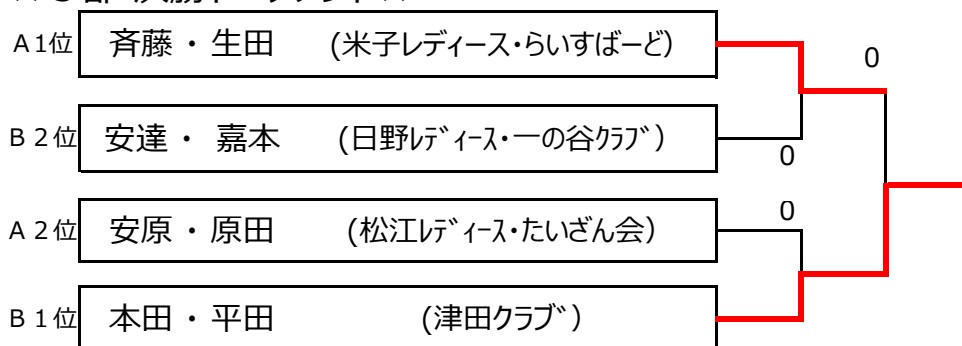 A1位 斉藤・生田 (米子レディース・らいすばーど)
0
B2位 安達・ 嘉本 (日野ﾚﾃﾞｨｰｽ・一の谷ｸﾗﾌﾞ)
0
A2位 安原・原田 (松江ﾚﾃﾞｨｰｽ・たいざん会)
0
B1位 本田・平田 (津田クラブ)